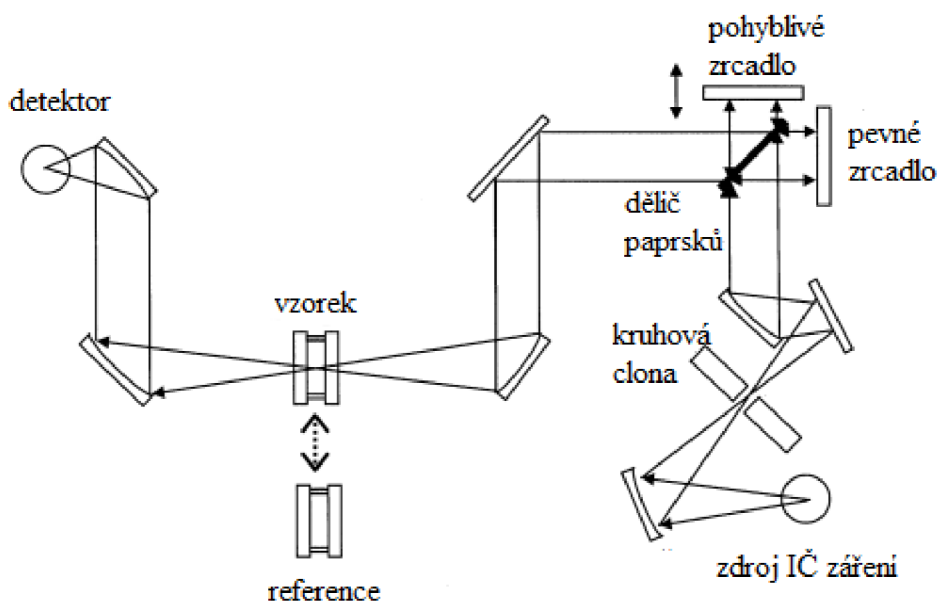 pohyblivé
zrcadlo
detektor
pevné
zrcadlo
dělič
paprsků
vzorek
kruhová
clona
zdroj IČ záření
reference